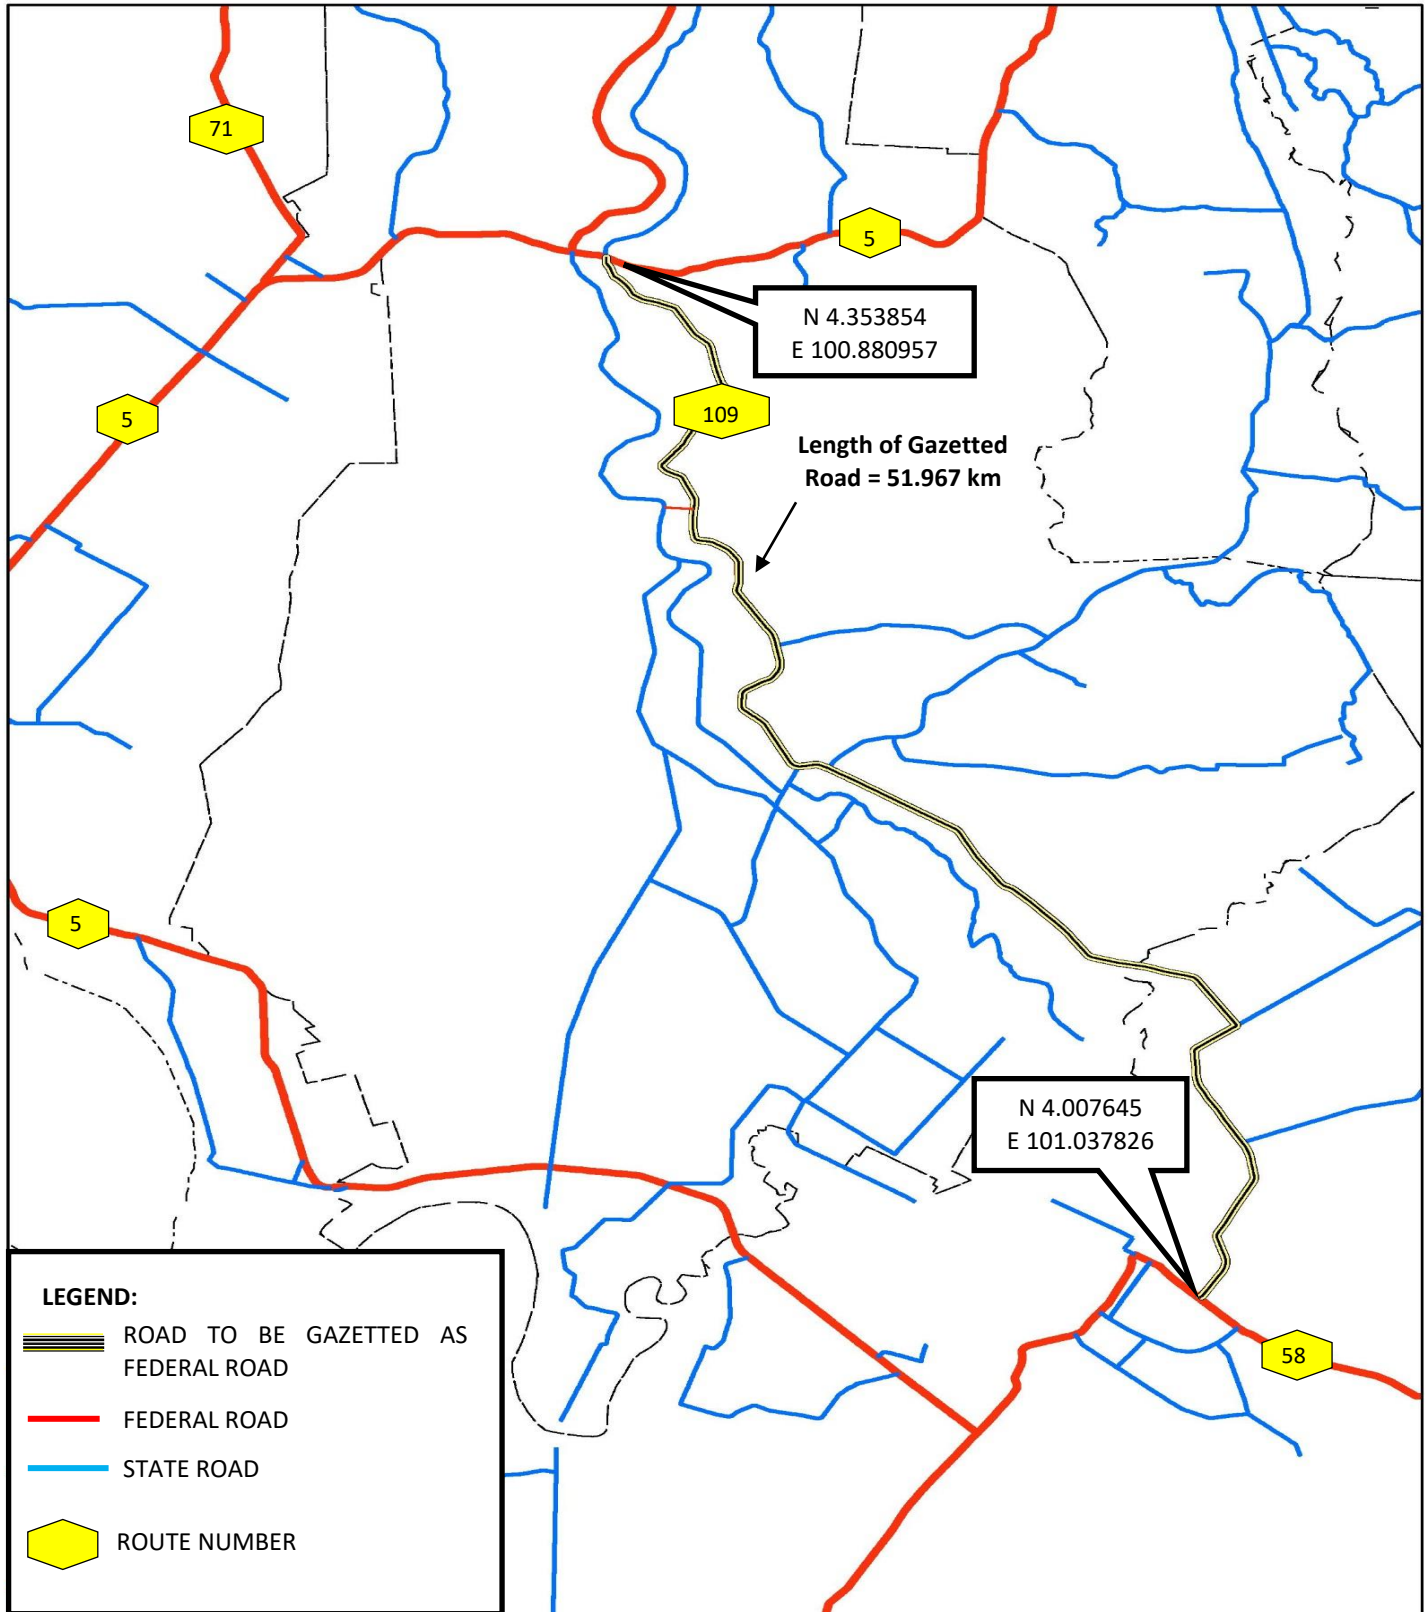 71
5
N 4.353854
E 100.880957
5
109
Length of Gazetted
Road = 51.967 km
5
N 4.007645
E 101.037826
58
LEGEND:
ROAD TO BE GAZETTED AS
FEDERAL ROAD
FEDERAL ROAD
STATE ROAD
ROUTE NUMBER